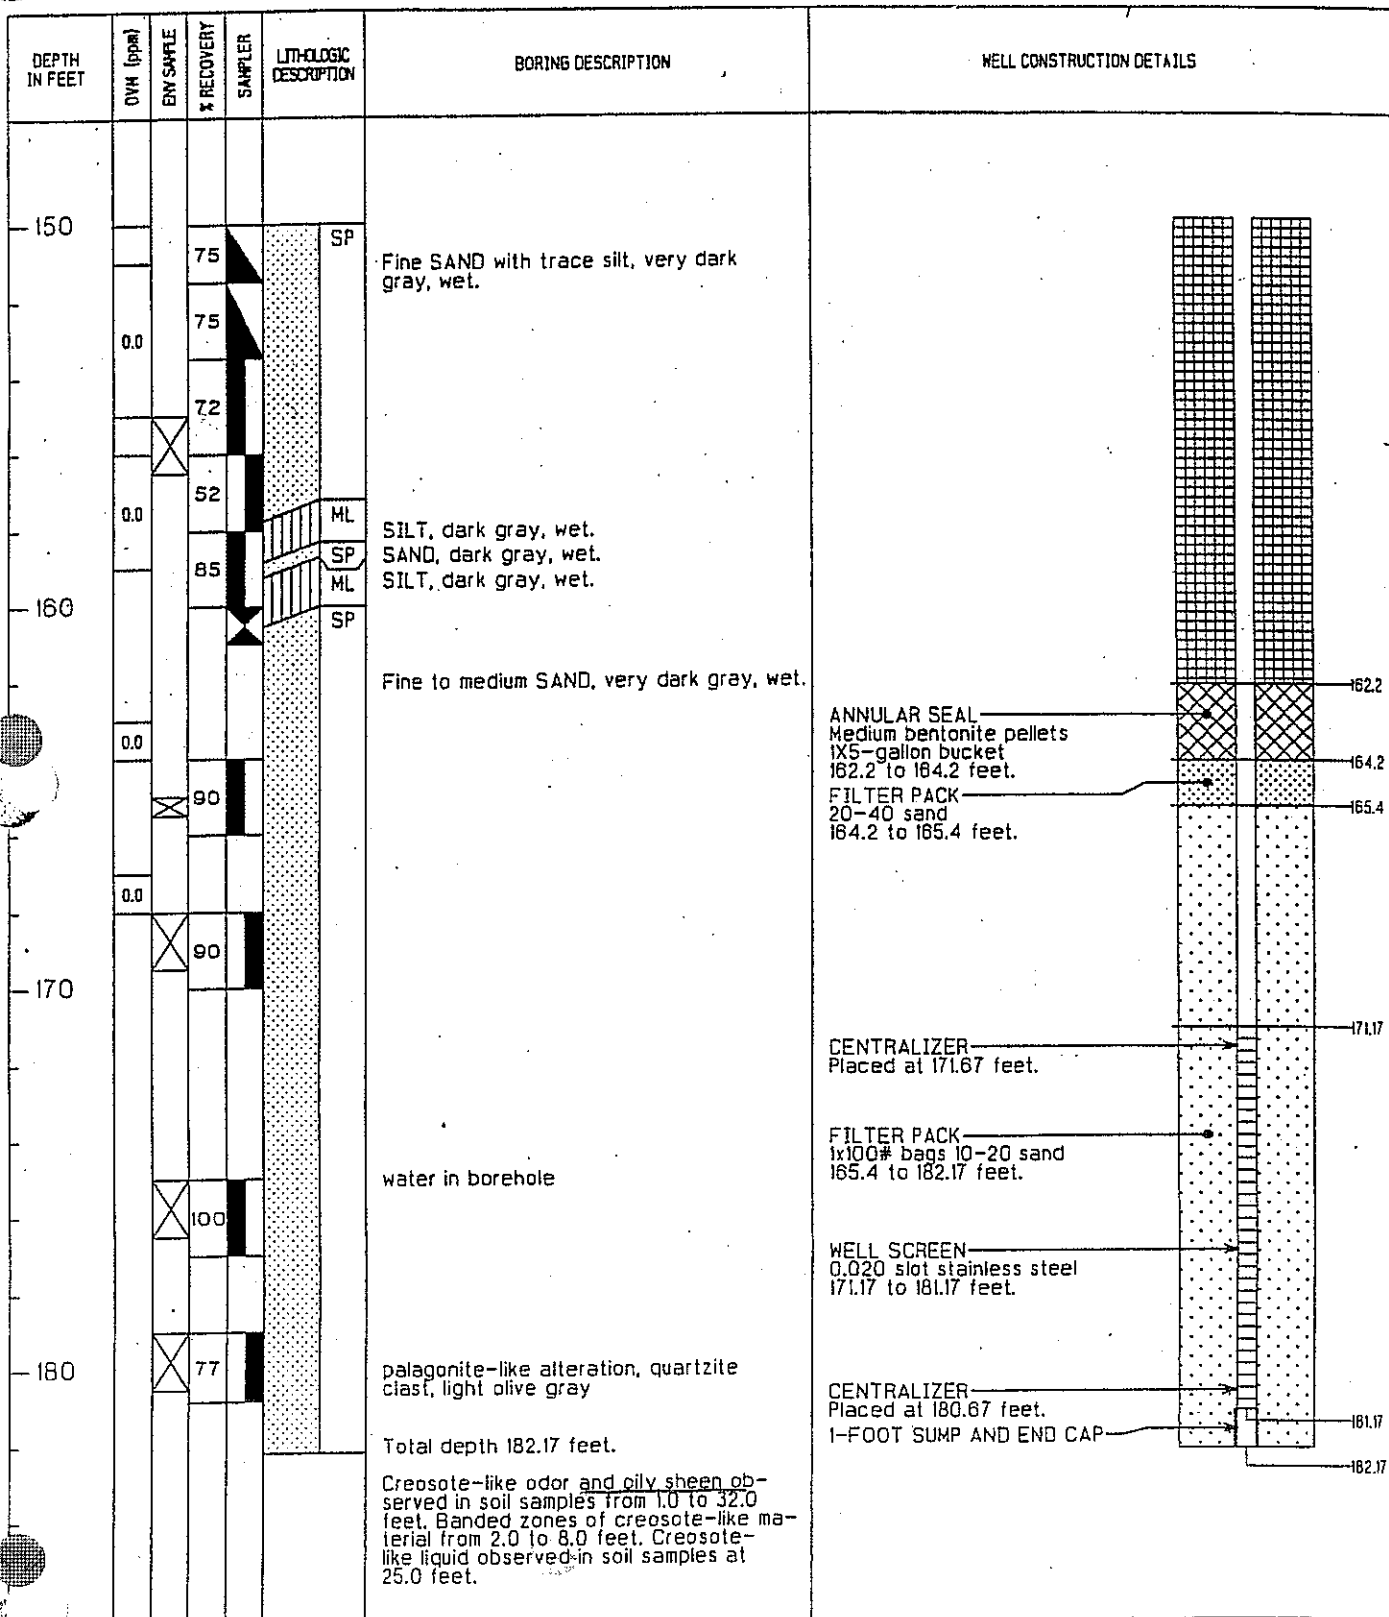 DEPTH
IN FEET
OVM (ppm)
ENV SAMPLE
% RECOVERY
SAMPLER
LITHOLOGIC
DESCRIPTION
BORING DESCRIPTION
WELL CONSTRUCTION DETAILS
150
SP
75
Fine SAND with trace silt, very dark
gray, wet.
75
0.0
72
52
0.0
ML
SILT, dark gray, wet.
SP
SAND, dark gray, wet.
85
ML
SILT, dark gray, wet.
160
SP
Fine to medium SAND, very dark gray, wet.
162.2
0.0
ANNULAR SEAL
Medium bentonite pellets
1X5-gallon bucket
162.2 to 164.2 feet.
164.2
90
FILTER PACK
20-40 sand
164.2 to 165.4 feet.
165.4
0.0
90
170
171.17
CENTRALIZER
Placed at 171.67 feet.
FILTER PACK
1x100# bags 10-20 sand
165.4 to 182.17 feet.
water in borehole
100
WELL SCREEN
0.020 slot stainless steel
171.17 to 181.17 feet.
77
180
palagonite-like alteration, quartzite
clast, light olive gray
CENTRALIZER
Placed at 180.67 feet.
181.17
1-FOOT SUMP AND END CAP
Total depth 182.17 feet.
182.17
Creosote-like odor and oily sheen ob-
served in soil samples from 1.0 to 32.0
feet. Banded zones of creosote-like ma-
terial from 2.0 to 8.0 feet. Creosote-
like liquid observed in soil samples at
25.0 feet.